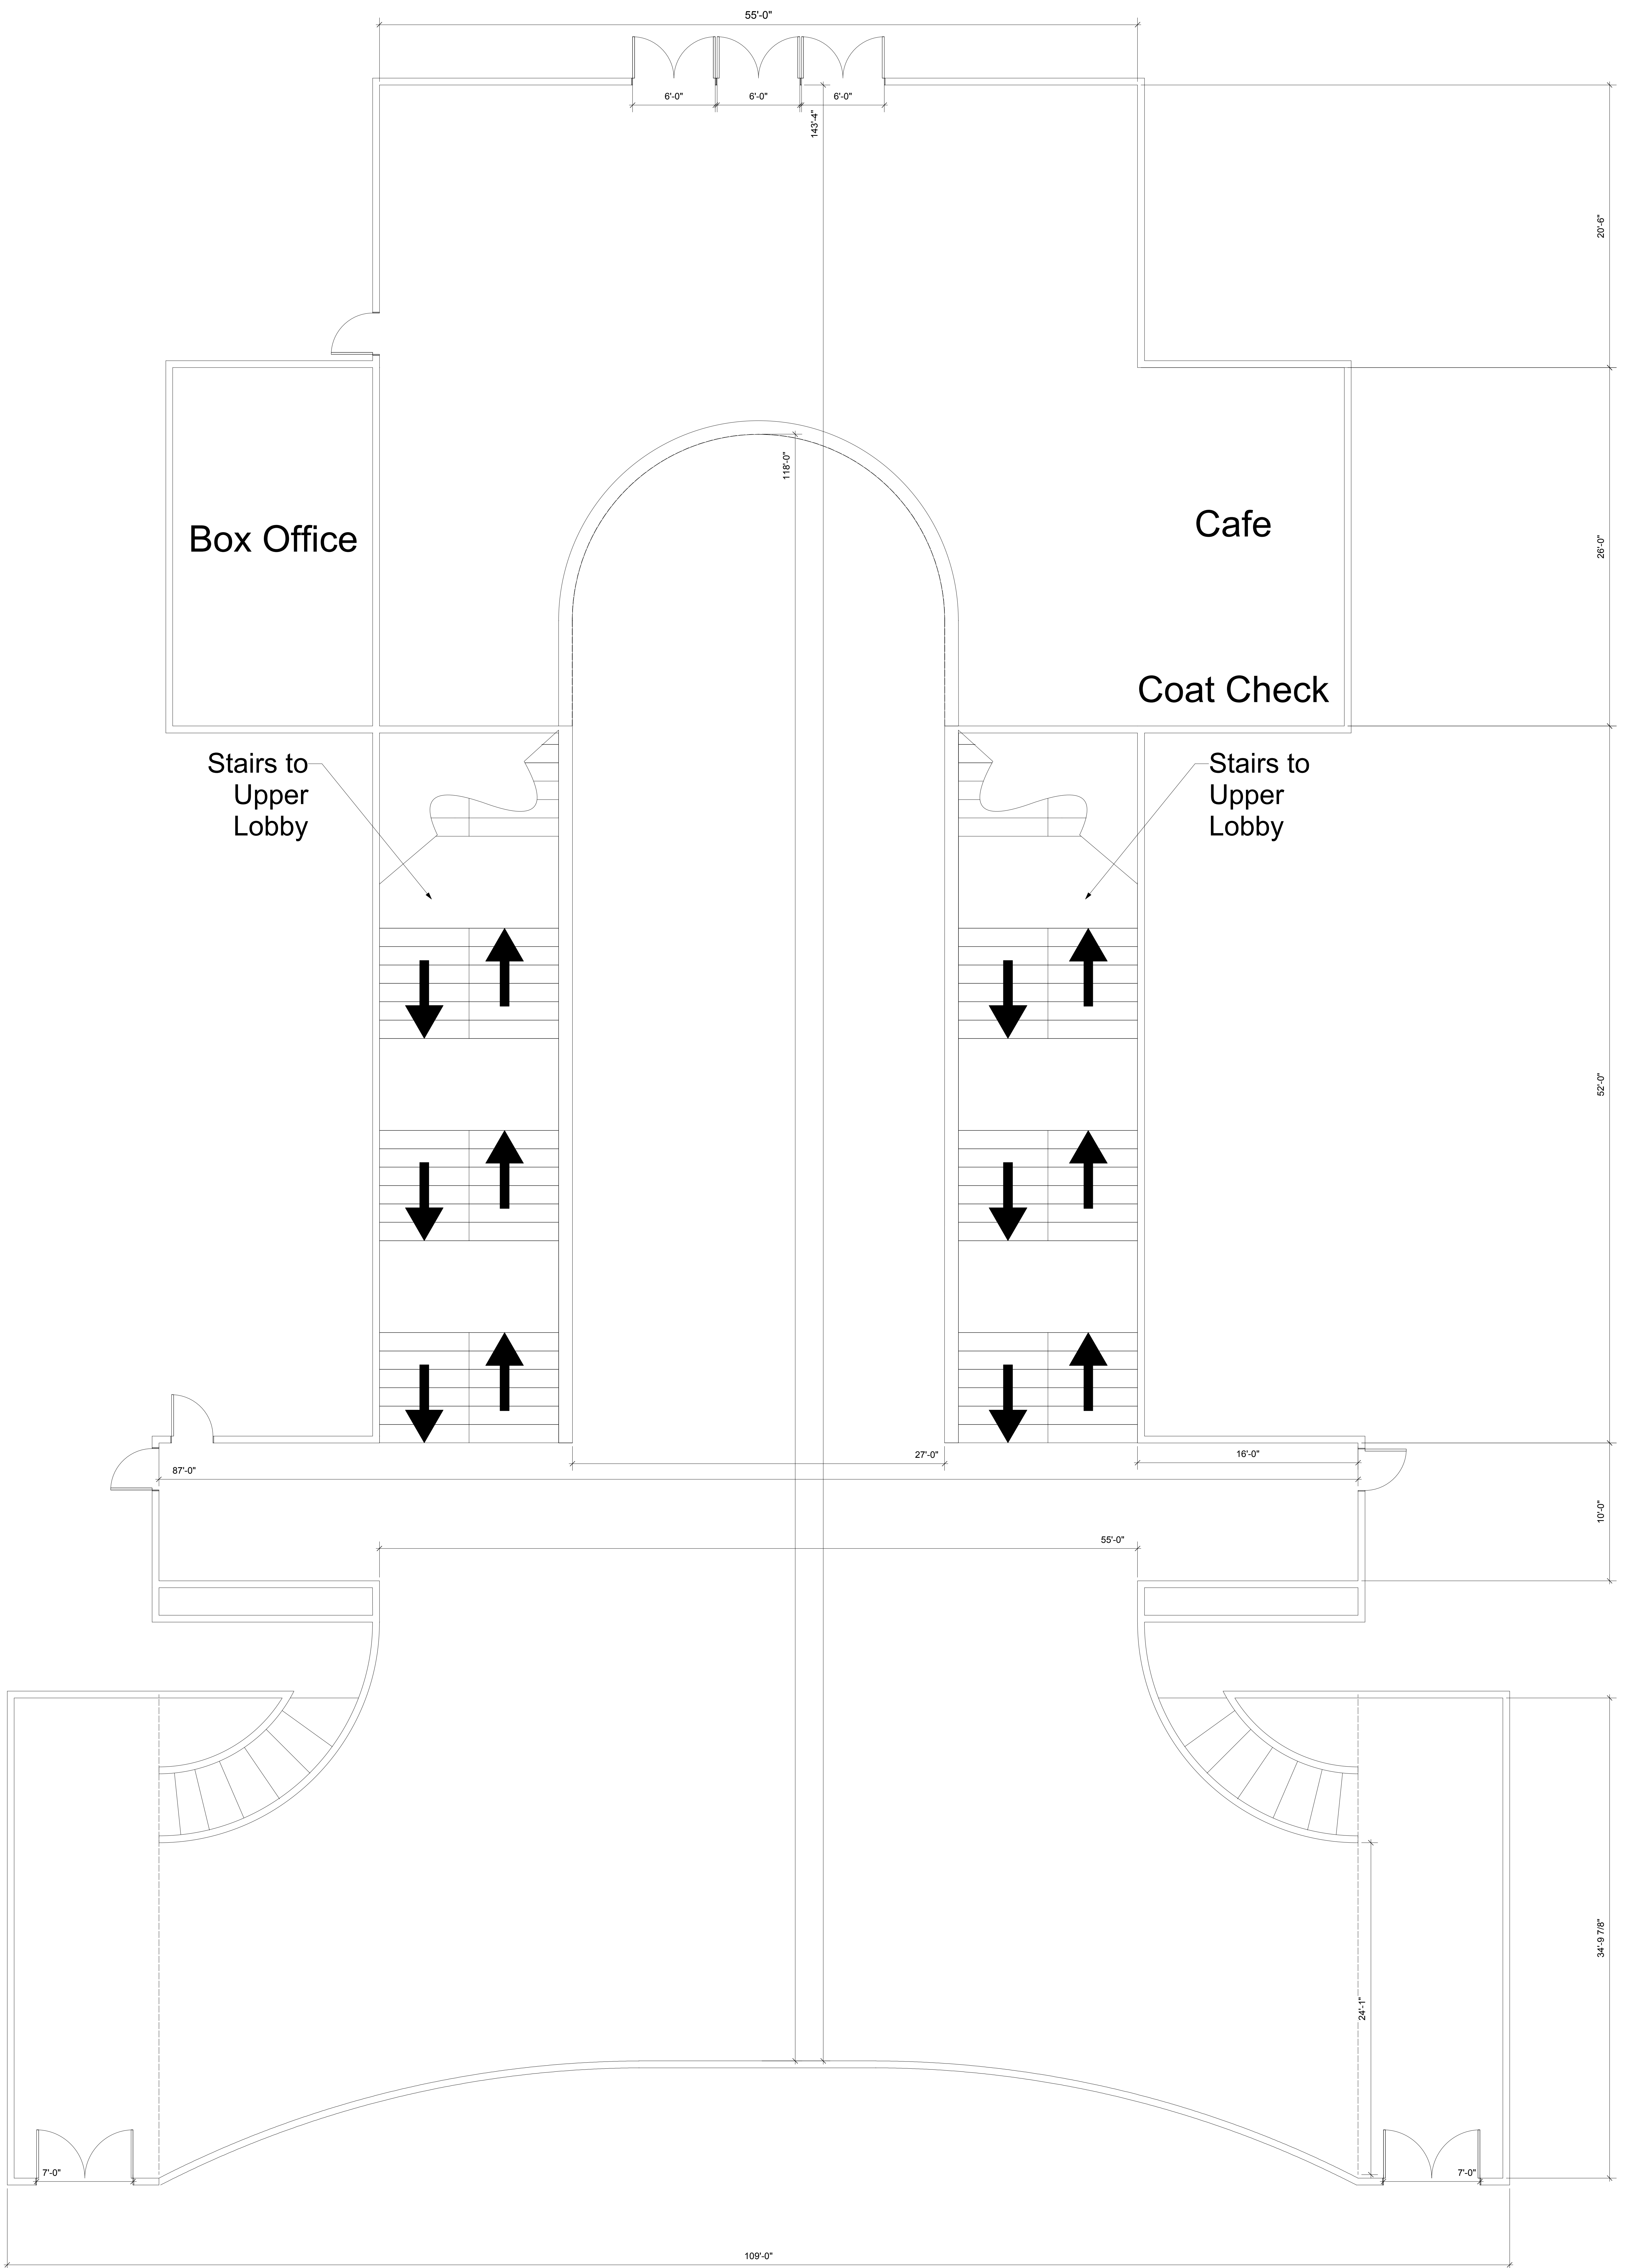 55'-0"
6'-0"
6'-0"
6'-0"
143'-4"
20'-6"
118'-0"
Box Office
Cafe
26'-0"
Coat Check
Stairs to
Upper
Lobby
Stairs to
Upper
Lobby
52'-0"
27'-0"
16'-0"
87'-0"
10'-0"
55'-0"
34'-9 7/8"
24'-1"
7'-0"
7'-0"
109'-0"